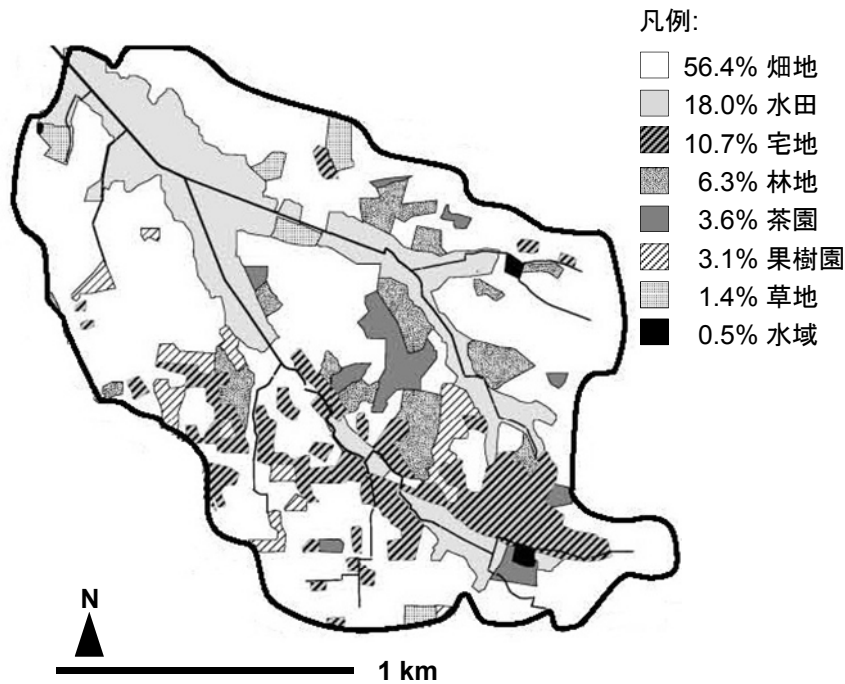 凡例:
56.4% 畑地
18.0% 水田
10.7% 宅地
6.3% 林地
3.6% 茶園
3.1% 果樹園
1.4% 草地
0.5% 水域
N
1 km